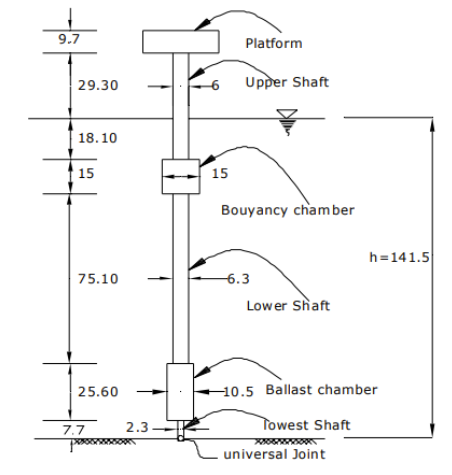 9.7
Platform
29.30
6
Upper Shaft
18.10
15
15
Bouyancy chamber
h=141.5
75.10
6.3
Lower Shaft
25.60
10.5
Ballast chamber
7.7
2.3
lowest Shaft
universal Joint